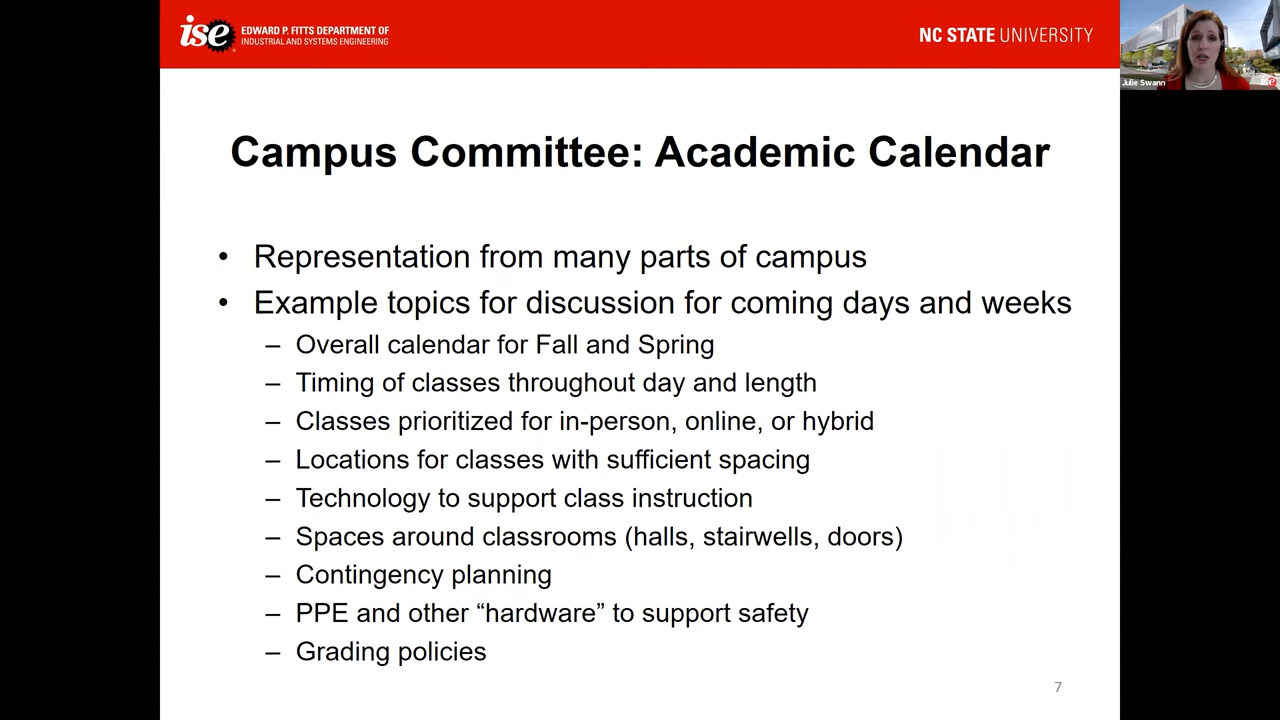 ise
EDWARD P. FITTS DEPARTMENT OF
INDUSTRIAL AND SYSTEMS ENGINEERING
NC STATE UNIVERSITY
Julie Swann
ise
Campus Committee: Academic Calendar
• Representation from many parts of campus
• Example topics for discussion for coming days and weeks
– Overall calendar for Fall and Spring
– Timing of classes throughout day and length
– Classes prioritized for in-person, online, or hybrid
– Locations for classes with sufficient spacing
– Technology to support class instruction
– Spaces around classrooms (halls, stairwells, doors)
– Contingency planning
– PPE and other “hardware” to support safety
– Grading policies
7